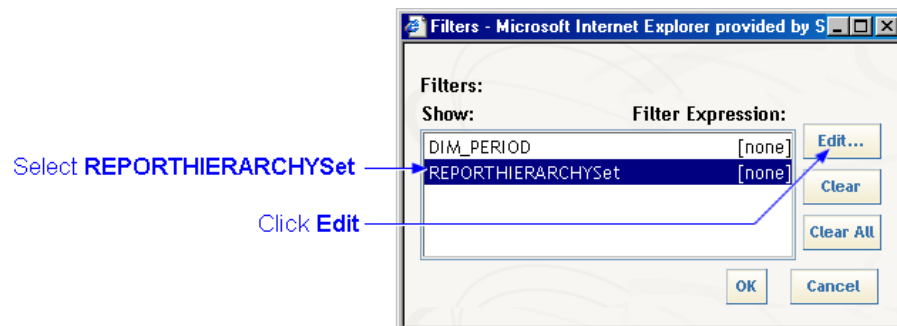 Filters - Microsoft Internet Explorer provided by S
Filters:
Show: Filter Expression:
DIM_PERIOD [none]
REPORTHIERARCHYSet [none]
Edit...
Clear
Clear All
OK Cancel
Select REPORTHIERARCHYSet
Click Edit